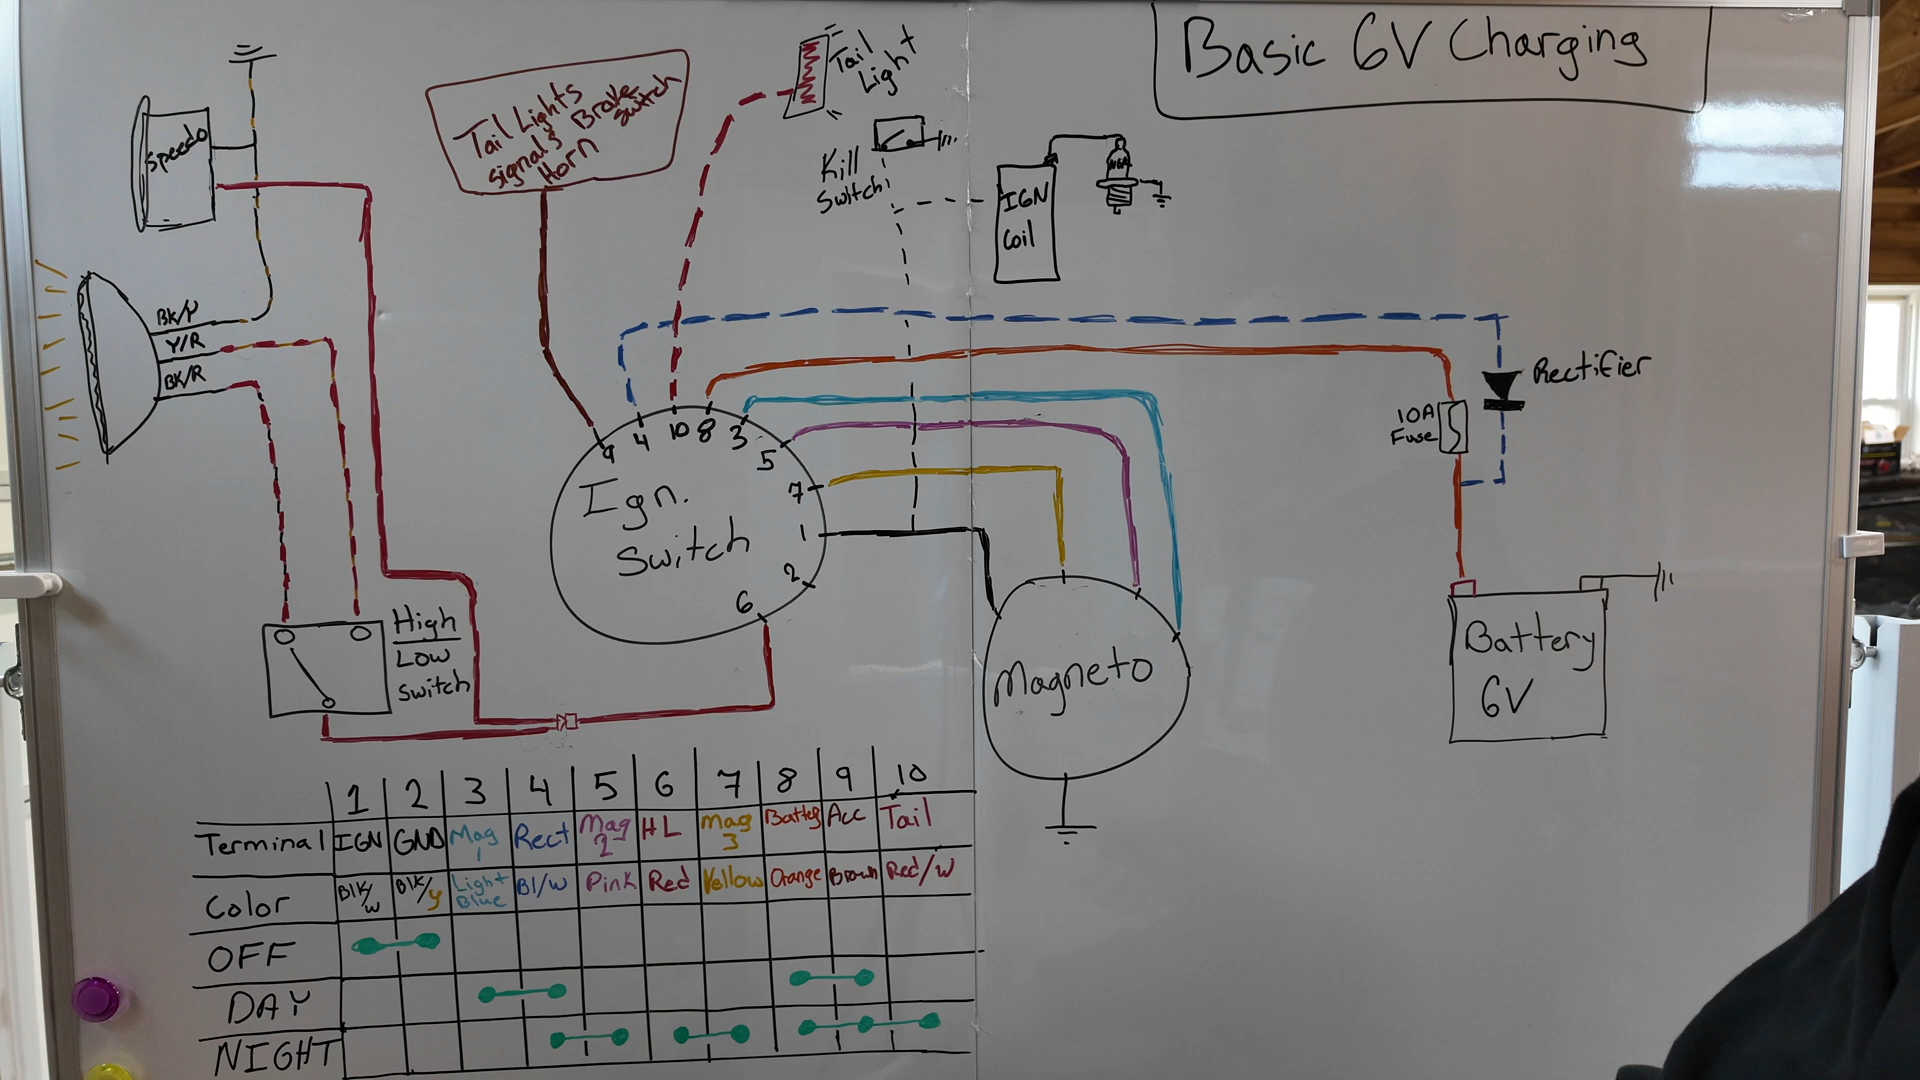 Basic 6V Charging
Speedo
Tail Lights
signals Brake
switch
Horn
Tail
Light
Kill
Switch
IGN
Coil
NGK
BK/Y
Y/R
BK/R
Rectifier
10A
Fuse
9 4 10 8 3
5
7
1
2
6
Ign.
Switch
Magneto
Battery
6V
High
Low
Switch
1 2 3 4 5 6 7 8 9 10
Terminal IGN GND Mag 1 Rect Mag 2 HL Mag 3 Battery Acc Tail
Color Blk/w Blk/y Light Blue Bl/w Pink Red Yellow Orange Brown Red/w
OFF
DAY
NIGHT